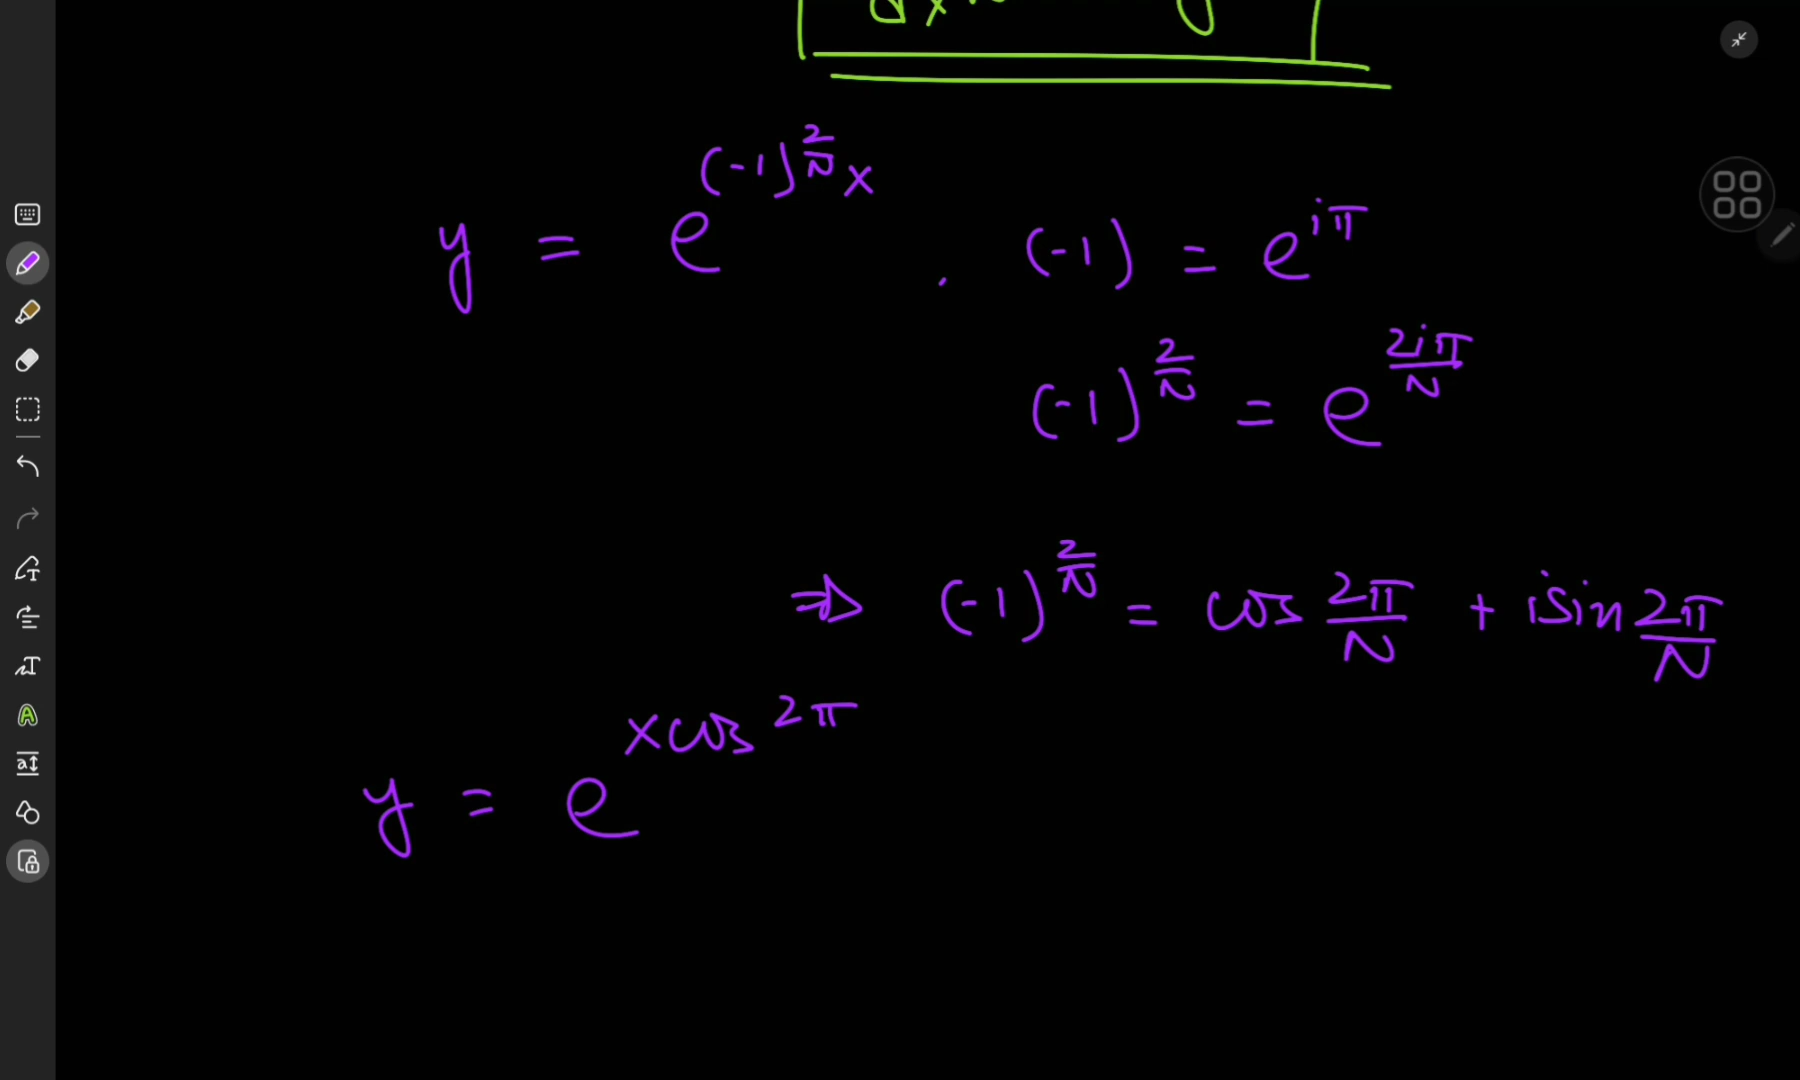 y = e^{(-1)^{2/N} x} . (-1) = e^{iπ}
(-1)^{2/N} = e^{2iπ/N}
⇒ (-1)^{2/N} = cos 2π/N + i sin 2π/N
y = e^{x cos 2π}